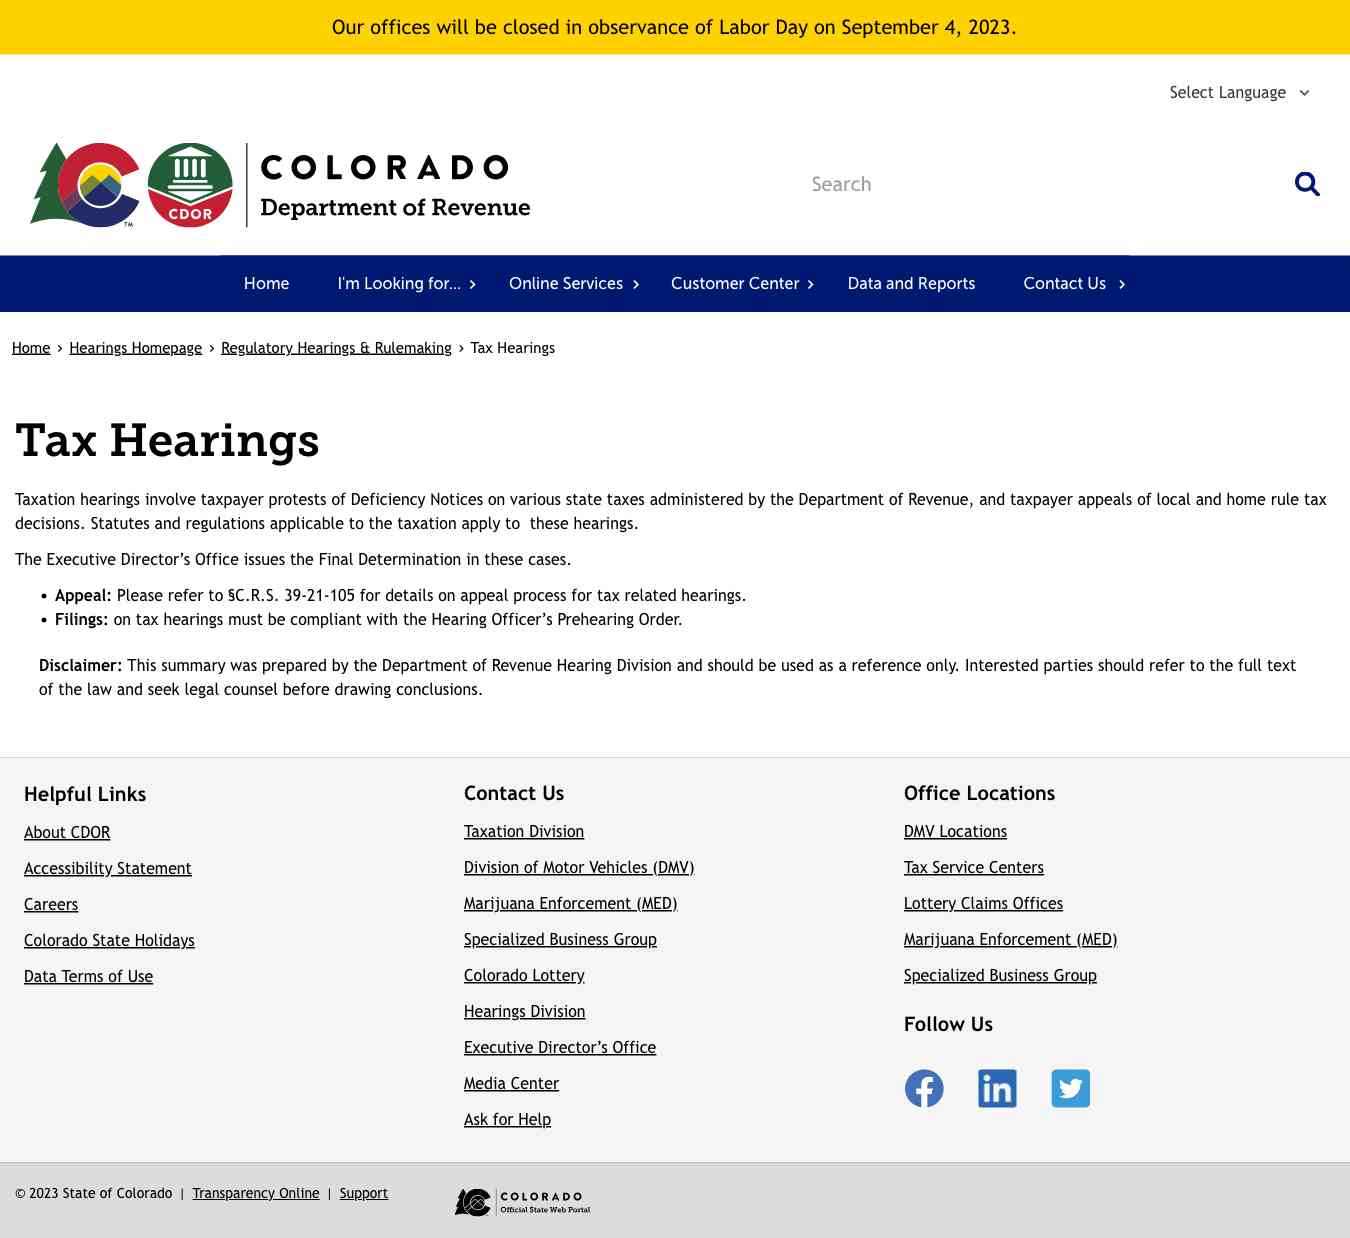 Our offices will be closed in observance of Labor Day on September 4, 2023.
Select Language
COLORADO
Department of Revenue
CDOR
TM
Search
Home I'm Looking for... Online Services Customer Center Data and Reports Contact Us
Home › Hearings Homepage › Regulatory Hearings & Rulemaking › Tax Hearings
Tax Hearings
Taxation hearings involve taxpayer protests of Deficiency Notices on various state taxes administered by the Department of Revenue, and taxpayer appeals of local and home rule tax
decisions. Statutes and regulations applicable to the taxation apply to  these hearings.
The Executive Director’s Office issues the Final Determination in these cases.
• Appeal: Please refer to §C.R.S. 39-21-105 for details on appeal process for tax related hearings.
• Filings: on tax hearings must be compliant with the Hearing Officer’s Prehearing Order.
Disclaimer: This summary was prepared by the Department of Revenue Hearing Division and should be used as a reference only. Interested parties should refer to the full text
of the law and seek legal counsel before drawing conclusions.
Helpful Links
About CDOR
Accessibility Statement
Careers
Colorado State Holidays
Data Terms of Use
Contact Us
Taxation Division
Division of Motor Vehicles (DMV)
Marijuana Enforcement (MED)
Specialized Business Group
Colorado Lottery
Hearings Division
Executive Director’s Office
Media Center
Ask for Help
Office Locations
DMV Locations
Tax Service Centers
Lottery Claims Offices
Marijuana Enforcement (MED)
Specialized Business Group
Follow Us
in
© 2023 State of Colorado | Transparency Online | Support
COLORADO
Official State Web Portal